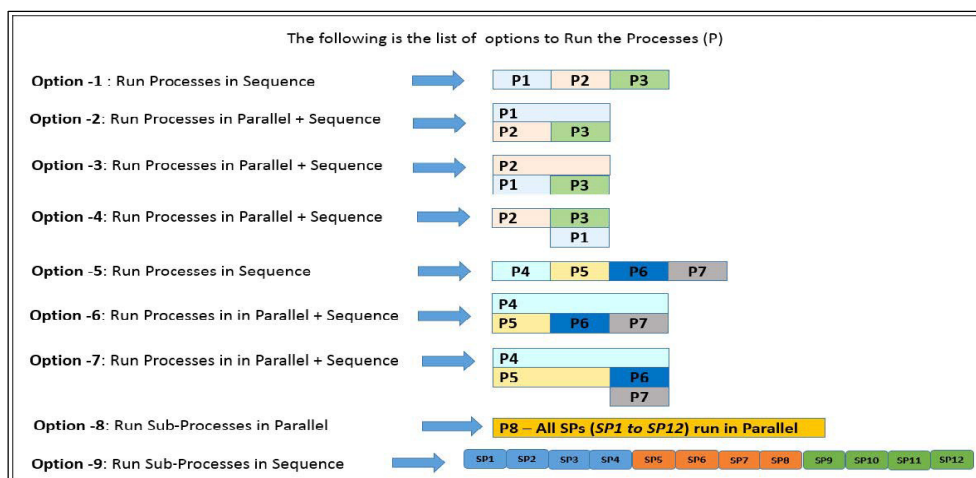 The following is the list of options to Run the Processes (P)
Option -1 : Run Processes in Sequence
P1 P2 P3
Option -2: Run Processes in Parallel + Sequence
P1
P2 P3
Option -3: Run Processes in Parallel + Sequence
P2
P1 P3
Option -4: Run Processes in Parallel + Sequence
P2 P3
P1
Option -5: Run Processes in Sequence
P4 P5 P6 P7
Option -6: Run Processes in in Parallel + Sequence
P4
P5 P6 P7
Option -7: Run Processes in in Parallel + Sequence
P4
P5 P6
P7
Option -8: Run Sub-Processes in Parallel
P8 – All SPs (SP1 to SP12) run in Parallel
Option -9: Run Sub-Processes in Sequence
SP1 SP2 SP3 SP4 SP5 SP6 SP7 SP8 SP9 SP10 SP11 SP12